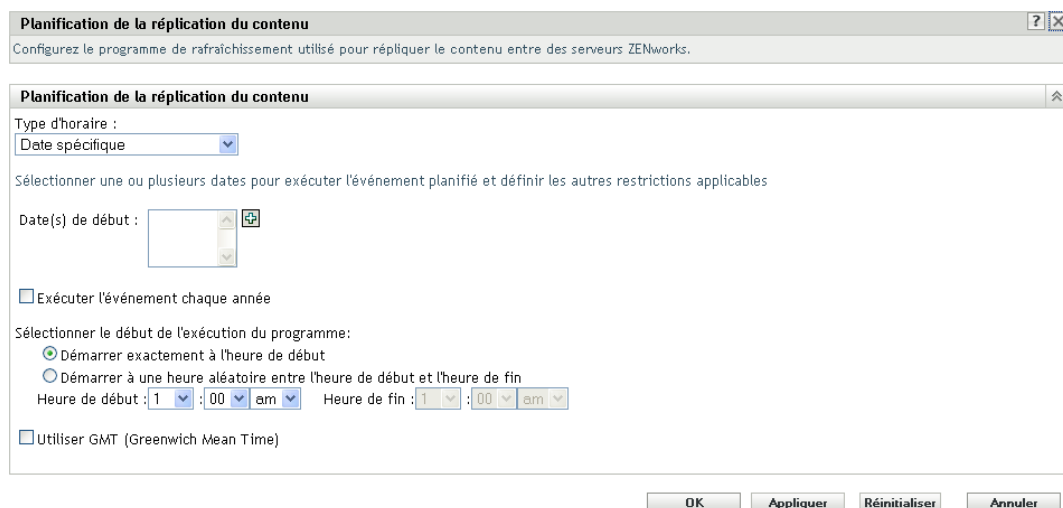 Planification de la réplication du contenu
Configurez le programme de rafraîchissement utilisé pour répliquer le contenu entre des serveurs ZENworks.
Planification de la réplication du contenu
Type d'horaire :
Date spécifique
Sélectionner une ou plusieurs dates pour exécuter l'événement planifié et définir les autres restrictions applicables
Date(s) de début :
Exécuter l'événement chaque année
Sélectionner le début de l'exécution du programme:
Démarrer exactement à l'heure de début
Démarrer à une heure aléatoire entre l'heure de début et l'heure de fin
Heure de début : 1 : 00 am Heure de fin : 1 : 00 am
Utiliser GMT (Greenwich Mean Time)
OK Appliquer Réinitialiser Annuler